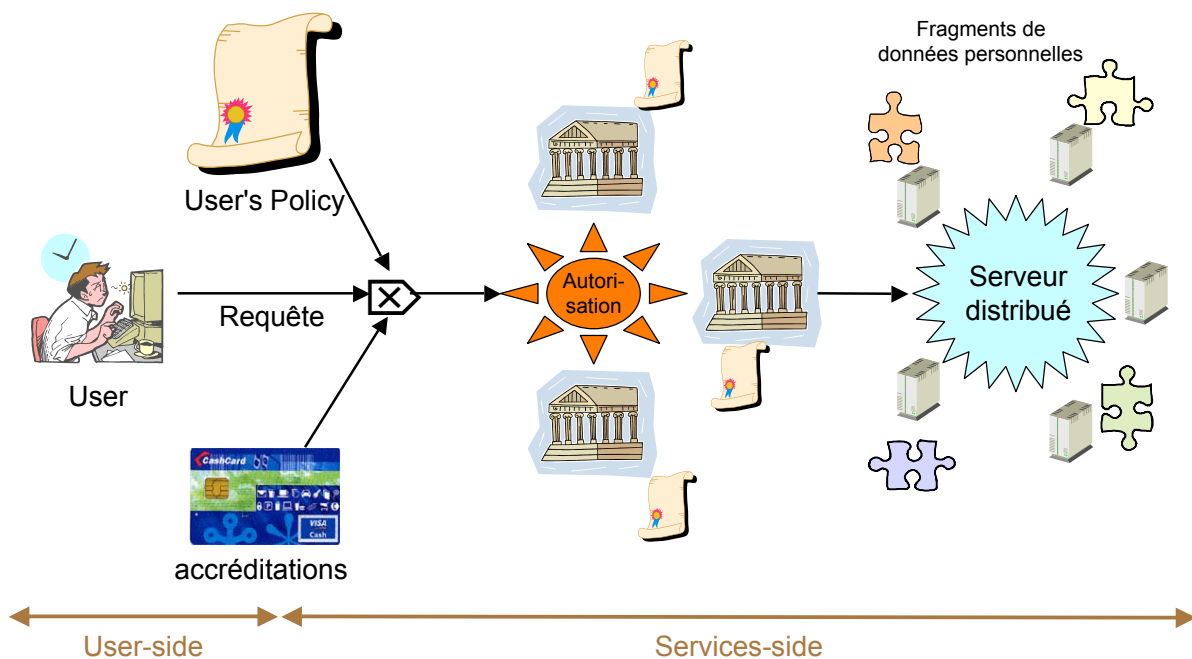 Fragments de
données personnelles
User's Policy
Requête
User
Autori-
sation
Serveur
distribué
CashCard
VISA
Cash
accréditations
User-side
Services-side